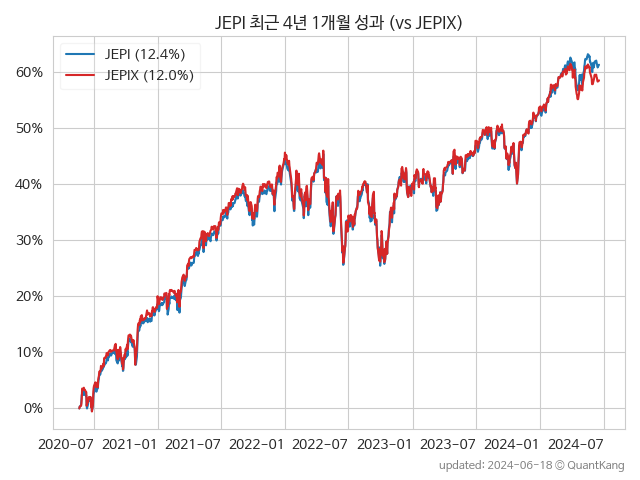 JEPI 최근 4년 1개월 성과 (vs JEPIX)
JEPI (12.4%)
JEPIX (12.0%)
60%
50%
40%
30%
20%
10%
0%
2020-07 2021-01 2021-07 2022-01 2022-07 2023-01 2023-07 2024-01 2024-07
updated: 2024-06-18 © QuantKang